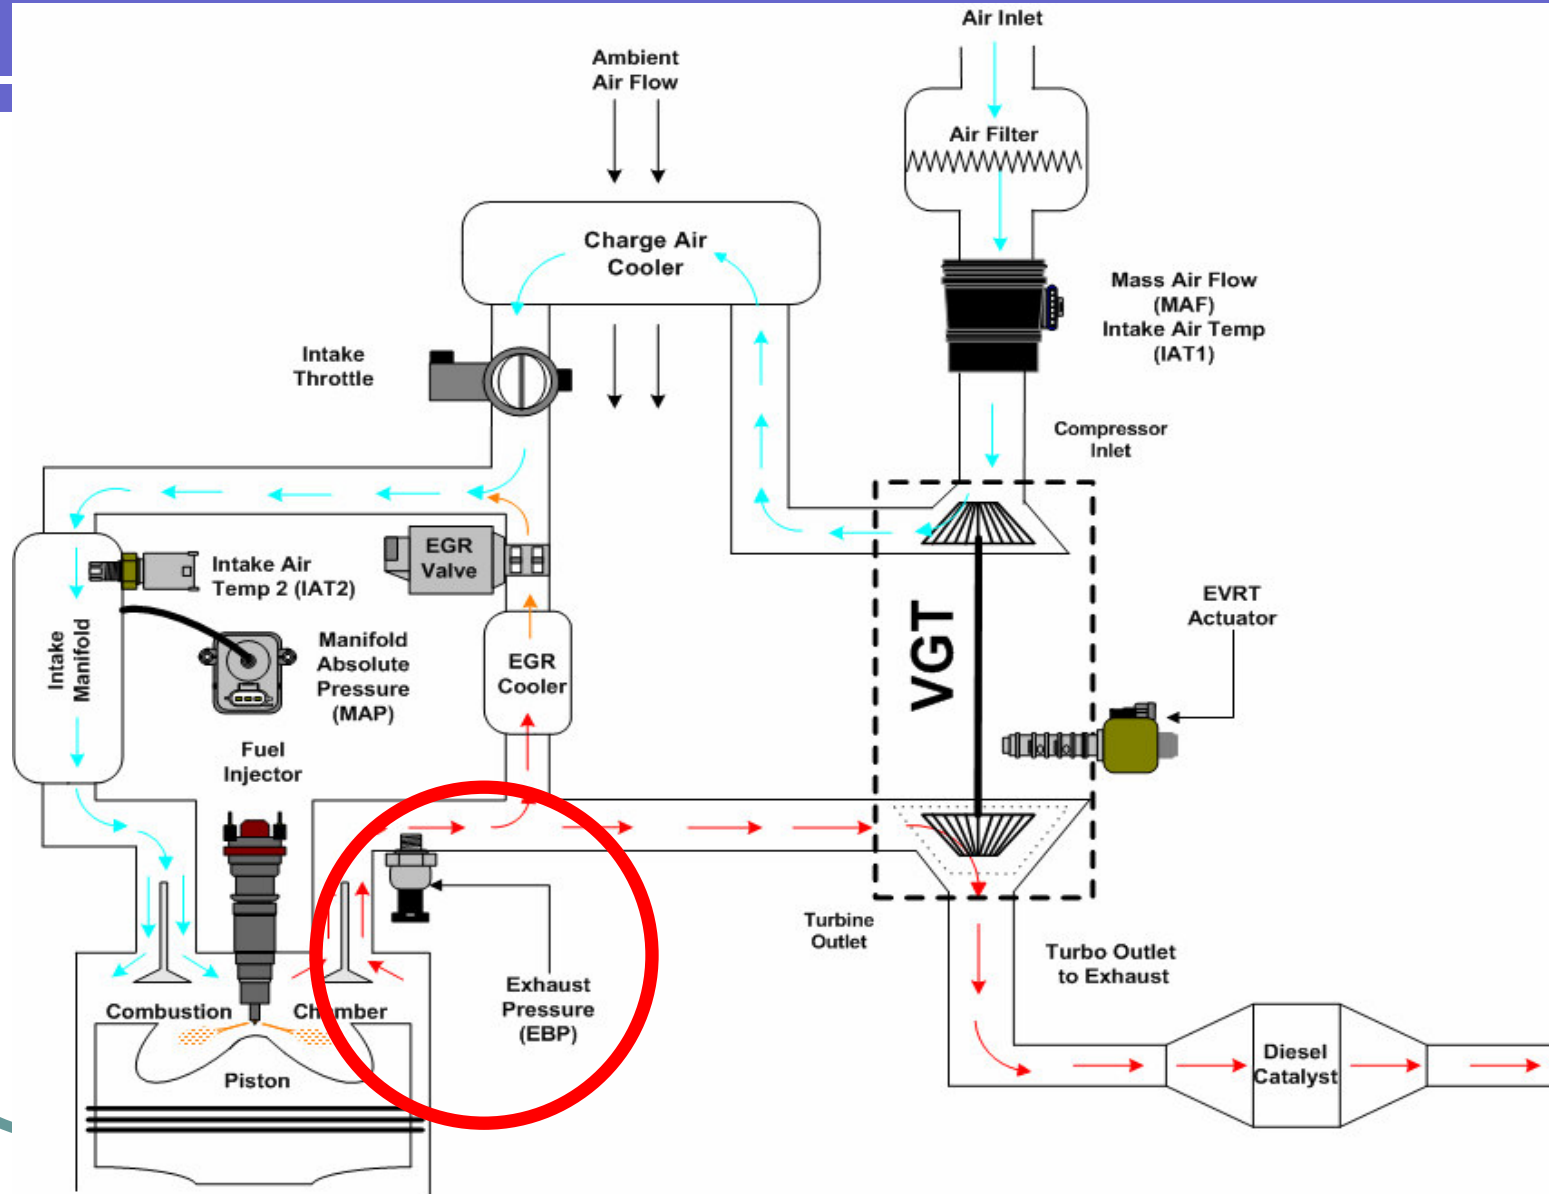 Air Inlet
Ambient
Air Flow
Air Filter
Charge Air
Cooler
Mass Air Flow
(MAF)
Intake Air Temp
(IAT1)
Intake
Throttle
Compressor
Inlet
EGR
Valve
Intake Air
Temp 2 (IAT2)
EVRT
Actuator
VGT
Intake
Manifold
Manifold
Absolute
Pressure
(MAP)
EGR
Cooler
Fuel
Injector
Turbine
Outlet
Turbo Outlet
to Exhaust
Exhaust
Pressure
(EBP)
Combustion Chamber
Piston
Diesel
Catalyst